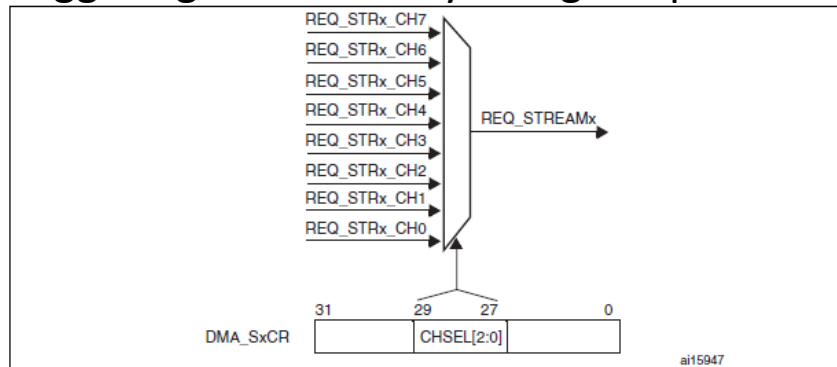 REQ_STRx_CH7
REQ_STRx_CH6
REQ_STRx_CH5
REQ_STRx_CH4
REQ_STREAMx
REQ_STRx_CH3
REQ_STRx_CH2
REQ_STRx_CH1
REQ_STRx_CH0
31 29 27 0
DMA_SxCR CHSEL[2:0]
ai15947